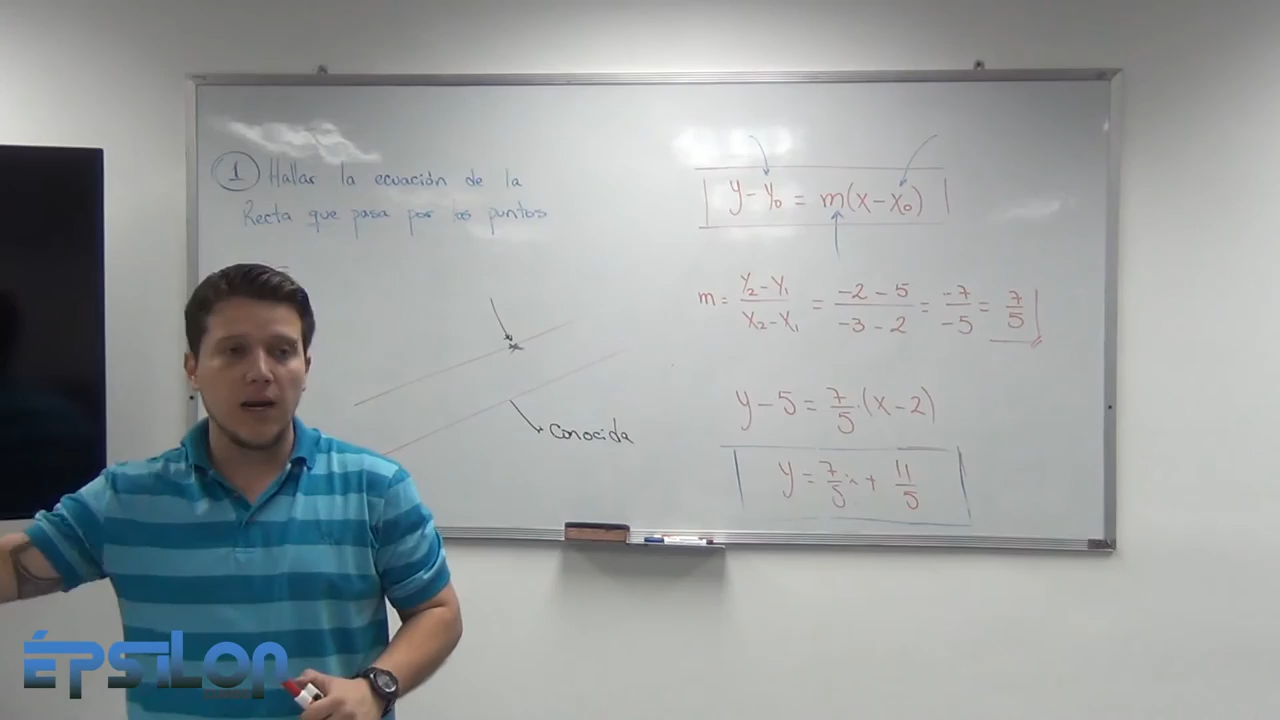 1 Hallar la ecuación de la
Recta que pasa por los puntos
Conocida
y - y₀ = m(x - x₀)
m = y₂ - y₁ / x₂ - x₁ = -2 - 5 / -3 - 2 = -7 / -5 = 7 / 5
y - 5 = 7/5 · (x - 2)
y = 7/5 x + 11/5
ÉPSILON